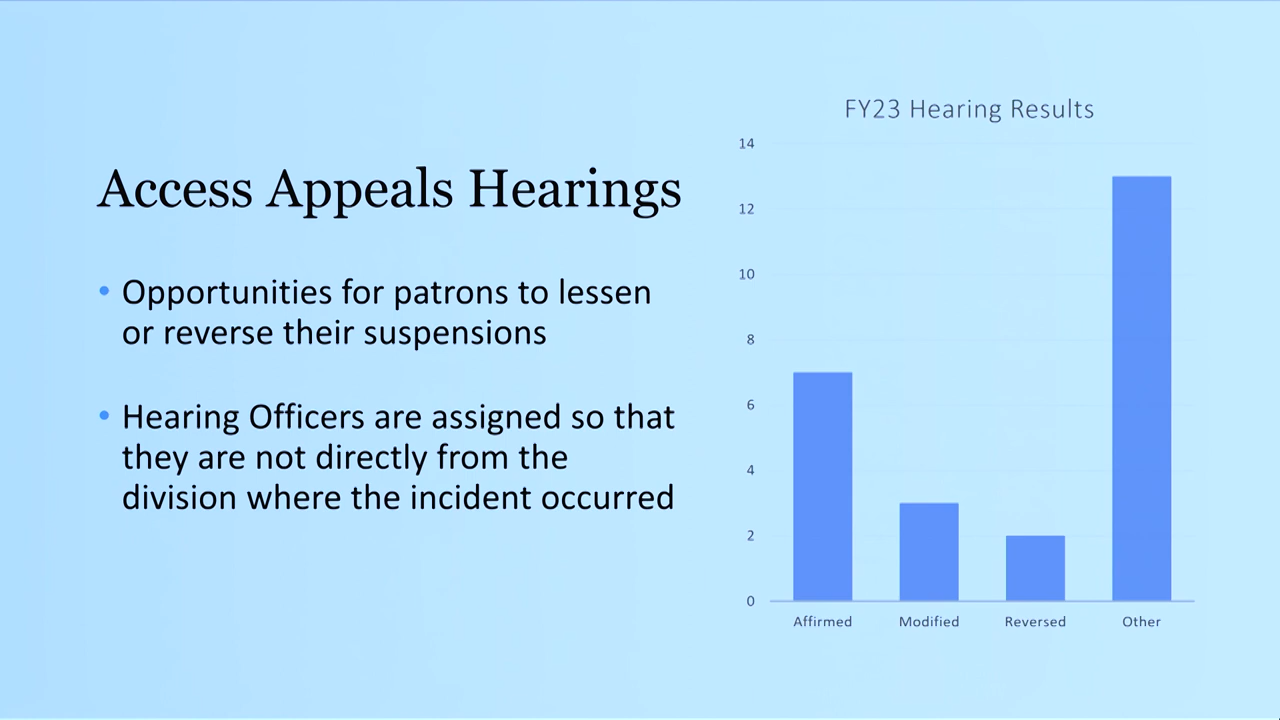 Access Appeals Hearings
• Opportunities for patrons to lessen
or reverse their suspensions
• Hearing Officers are assigned so that
they are not directly from the
division where the incident occurred
FY23 Hearing Results
14
12
10
8
6
4
2
0
Affirmed Modified Reversed Other